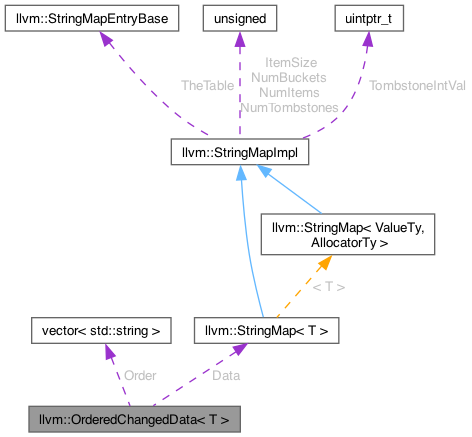 llvm::StringMapEntryBase
unsigned
uintptr_t
TheTable
ItemSize
NumBuckets
NumItems
NumTombstones
TombstoneIntVal
llvm::StringMapImpl
llvm::StringMap< ValueTy,
AllocatorTy >
< T >
vector< std::string >
llvm::StringMap< T >
Order
Data
llvm::OrderedChangedData< T >